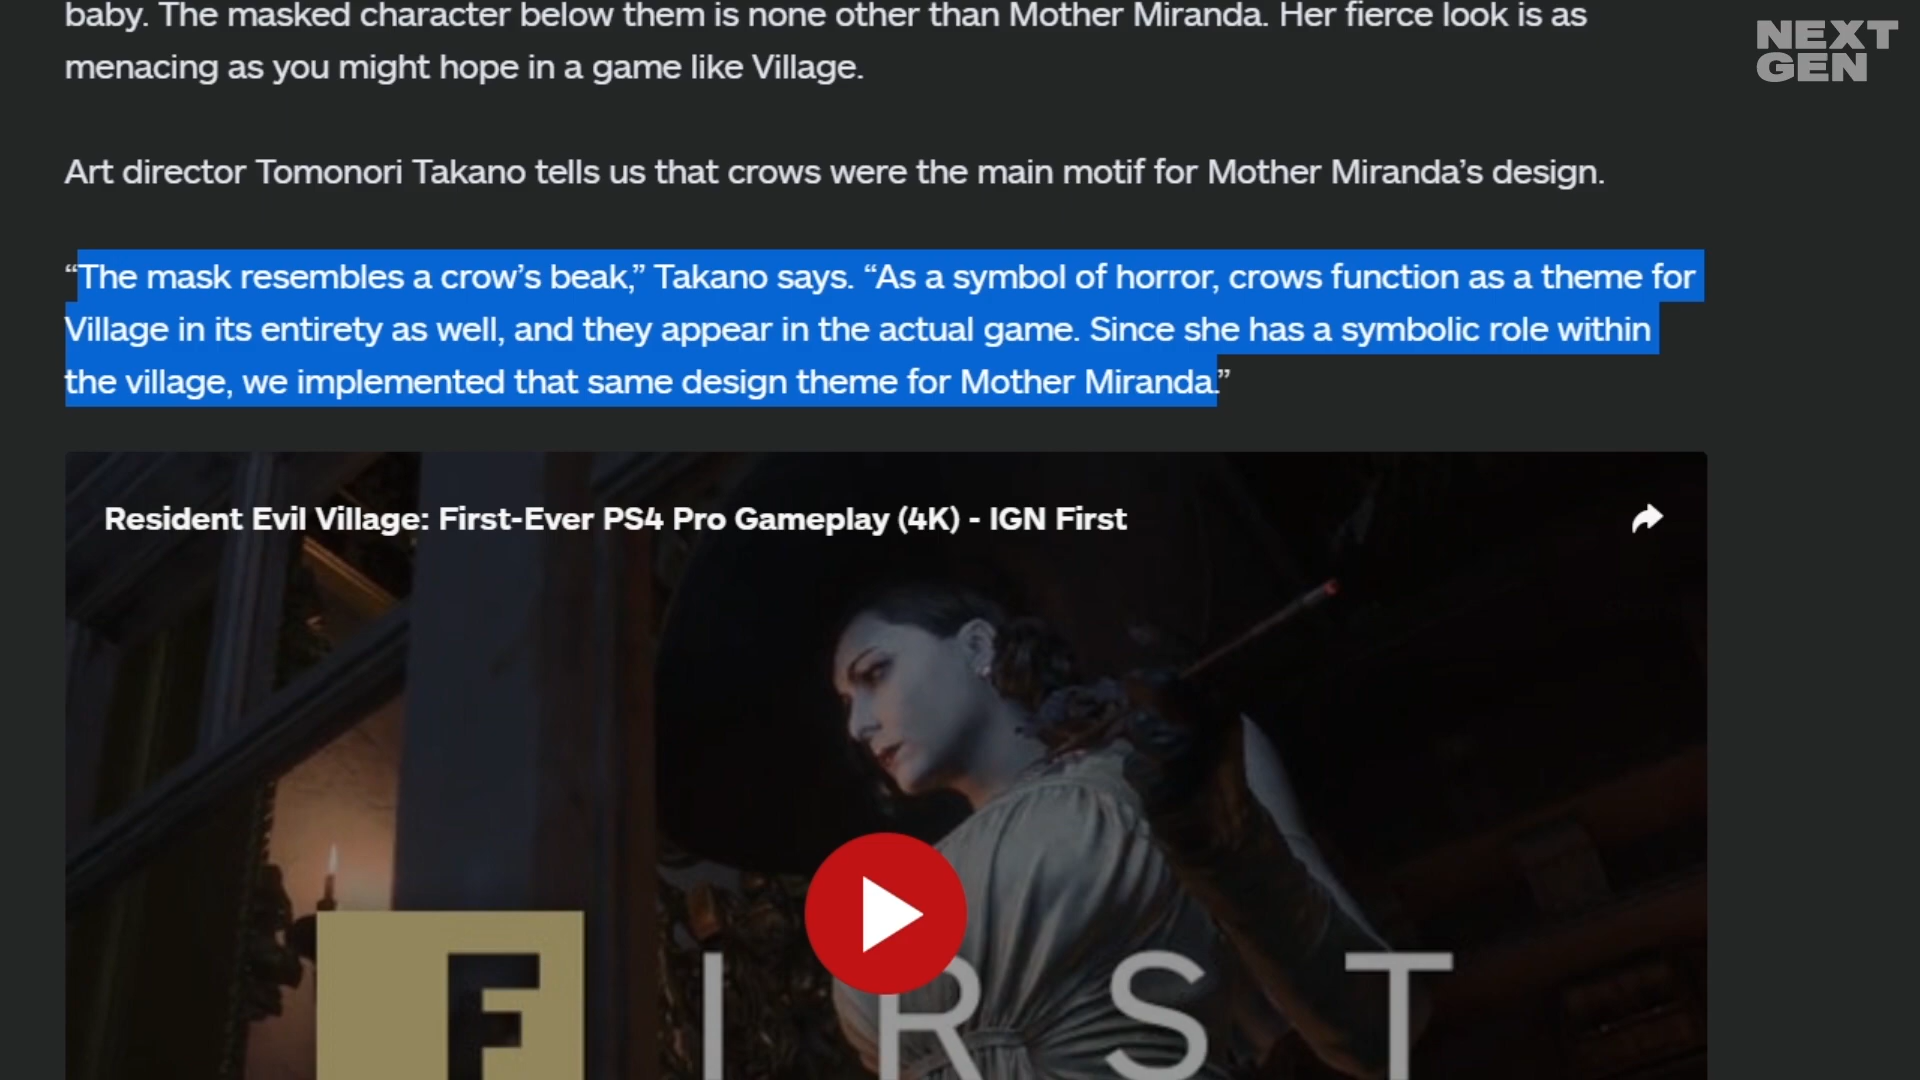 baby. The masked character below them is none other than Mother Miranda. Her fierce look is as
menacing as you might hope in a game like Village.
NEXT
GEN
Art director Tomonori Takano tells us that crows were the main motif for Mother Miranda’s design.
“The mask resembles a crow’s beak,” Takano says. “As a symbol of horror, crows function as a theme for
Village in its entirety as well, and they appear in the actual game. Since she has a symbolic role within
the village, we implemented that same design theme for Mother Miranda.”
Resident Evil Village: First-Ever PS4 Pro Gameplay (4K) - IGN First
FIRST